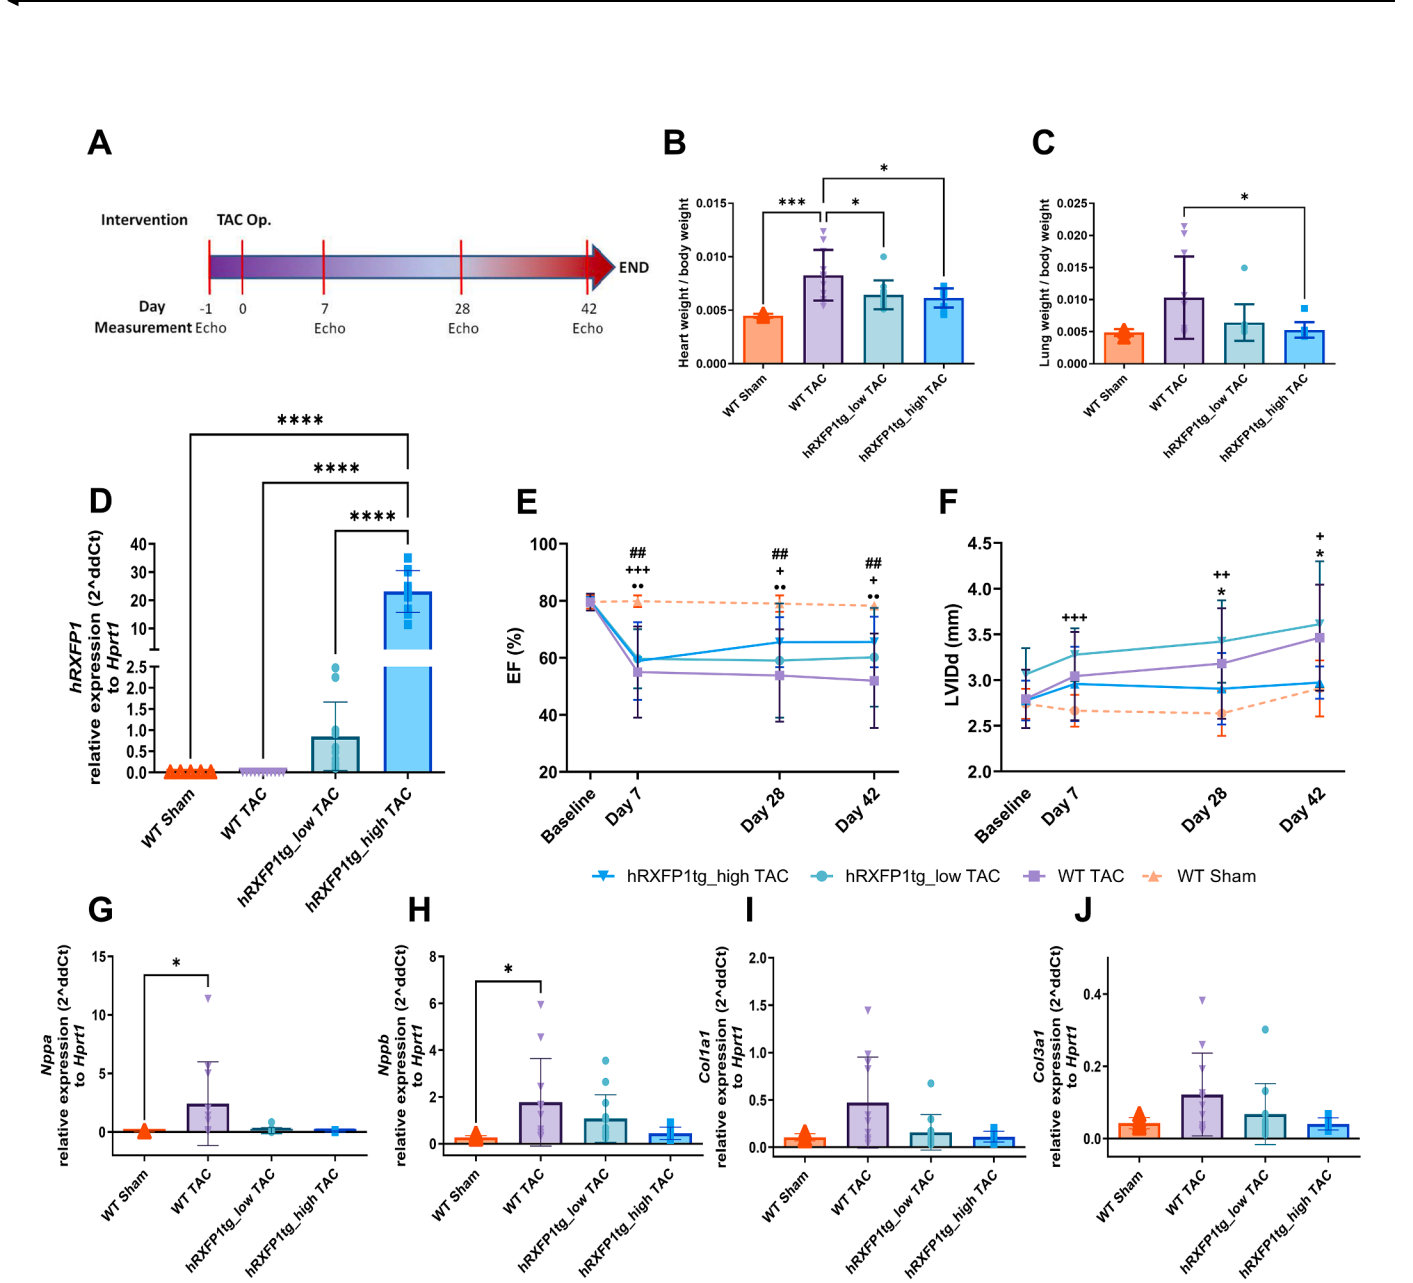 A
Intervention TAC Op.
END
Day -1 0 7 28 42
Measurement Echo Echo Echo Echo
B
Heart weight / body weight
0.015
0.010
0.005
0.000
***
*
*
WT Sham
WT TAC
hRXFP1tg_low TAC
hRXFP1tg_high TAC
C
Lung weight / body weight
0.025
0.020
0.015
0.010
0.005
0.000
*
WT Sham
WT TAC
hRXFP1tg_low TAC
hRXFP1tg_high TAC
D
hRXFP1
relative expression (2^ddCt)
to Hprt1
40
30
20
10
2.5
2.0
1.5
1.0
0.5
0.0
****
****
****
WT Sham
WT TAC
hRXFP1tg_low TAC
hRXFP1tg_high TAC
E
EF (%)
100
80
60
40
20
##
+++
••
##
+
••
##
+
••
Baseline
Day 7
Day 28
Day 42
F
LVIDd (mm)
4.5
4.0
3.5
3.0
2.5
2.0
+++
++
*
+
*
Baseline
Day 7
Day 28
Day 42
hRXFP1tg_high TAC hRXFP1tg_low TAC WT TAC WT Sham
G
Nppa
relative expression (2^ddCt)
to Hprt1
15
10
5
0
*
WT Sham
WT TAC
hRXFP1tg_low TAC
hRXFP1tg_high TAC
H
Nppb
relative expression (2^ddCt)
to Hprt1
8
6
4
2
0
*
WT Sham
WT TAC
hRXFP1tg_low TAC
hRXFP1tg_high TAC
I
Col1a1
relative expression (2^ddCt)
to Hprt1
2.0
1.5
1.0
0.5
0.0
WT Sham
WT TAC
hRXFP1tg_low TAC
hRXFP1tg_high TAC
J
Col3a1
relative expression (2^ddCt)
to Hprt1
0.4
0.2
0.0
WT Sham
WT TAC
hRXFP1tg_low TAC
hRXFP1tg_high TAC